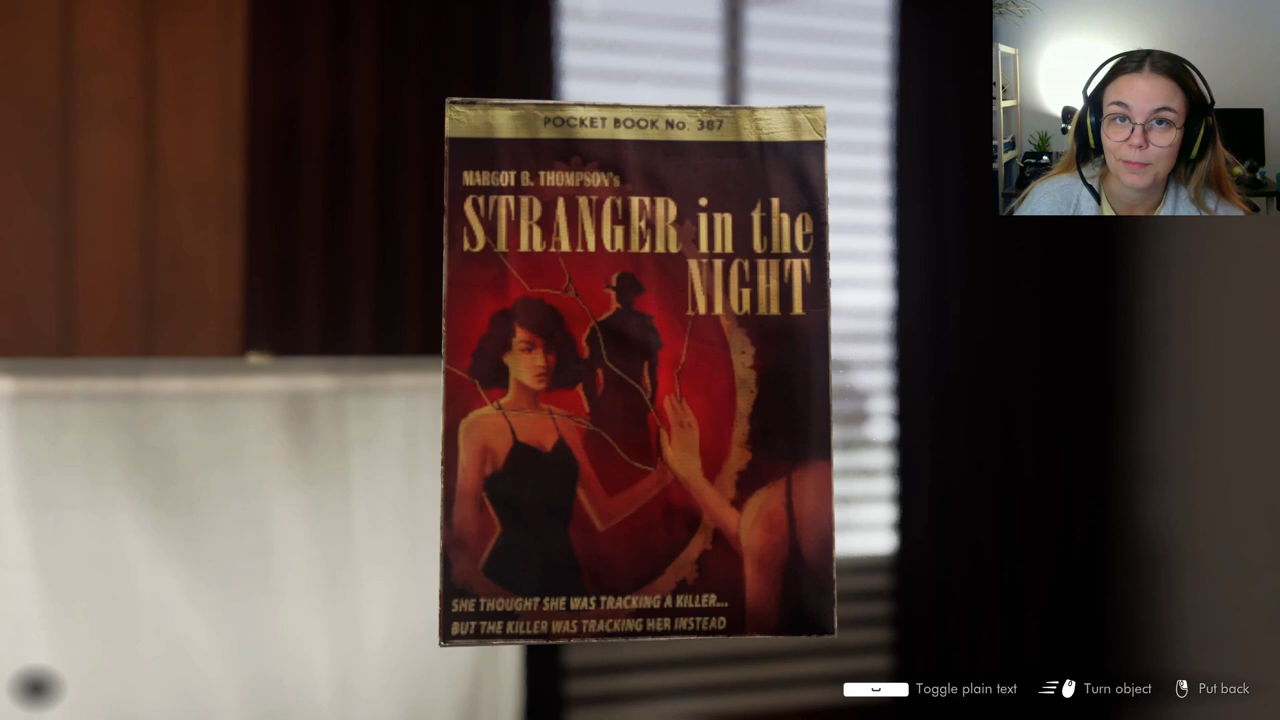 POCKET BOOK No. 387
MARGOT B. THOMPSON's
STRANGER in the
NIGHT
SHE THOUGHT SHE WAS TRACKING A KILLER...
BUT THE KILLER WAS TRACKING HER INSTEAD
Toggle plain text
Turn object
Put back